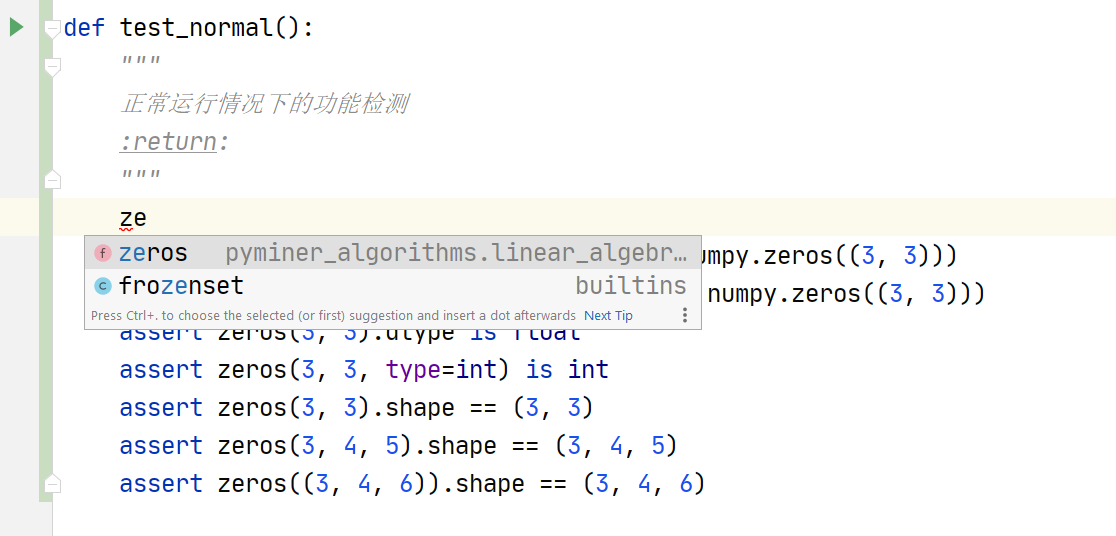 def test_normal():
"""
正常运行情况下的功能检测
:return:
"""
ze
zeros pyminer_algorithms.linear_algebr…
umpy.zeros((3, 3)))
frozenset builtins
numpy.zeros((3, 3)))
Press Ctrl+. to choose the selected (or first) suggestion and insert a dot afterwards Next Tip
assert zeros(3, 3).dtype is float
assert zeros(3, 3, type=int) is int
assert zeros(3, 3).shape == (3, 3)
assert zeros(3, 4, 5).shape == (3, 4, 5)
assert zeros((3, 4, 6)).shape == (3, 4, 6)